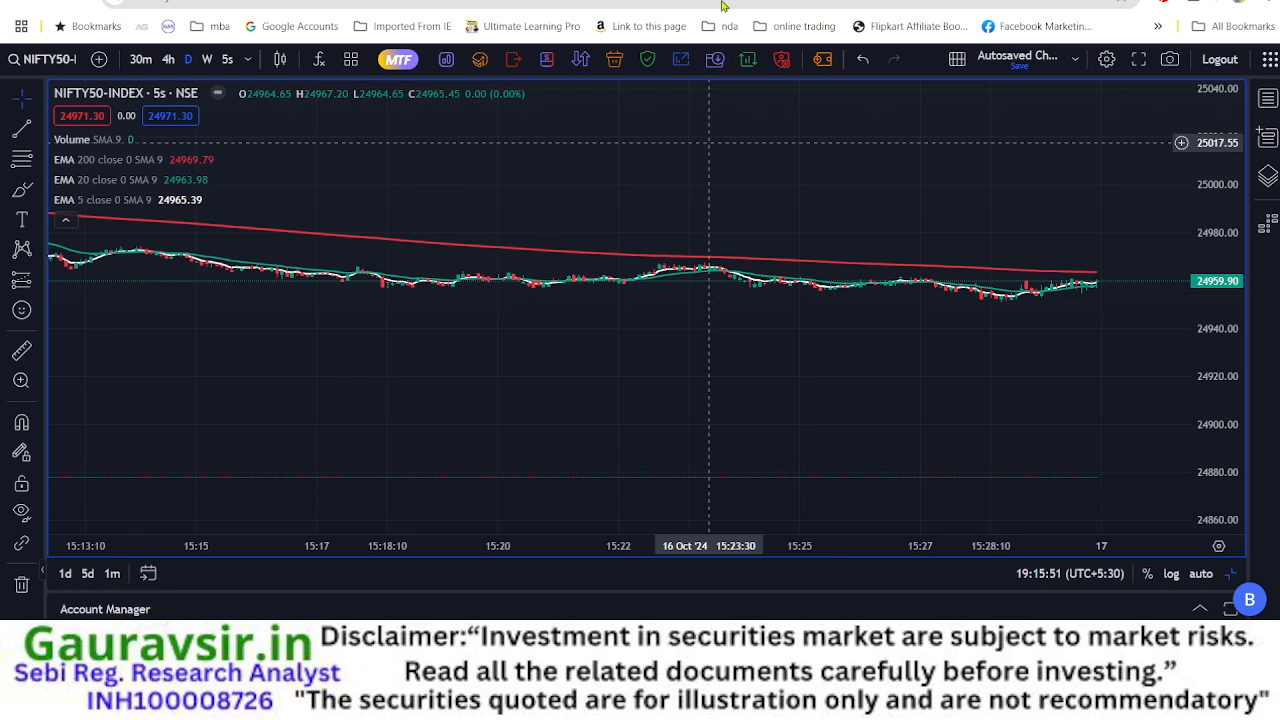 Bookmarks mba Google Accounts Imported From IE Ultimate Learning Pro Link to this page nda online trading Flipkart Affiliate Boo... Facebook Marketin... » All Bookmarks
NIFTY50-I 30m 4h D W 5s MTF Autosaved Ch... Save Logout
NIFTY50-INDEX · 5s · NSE O24964.65 H24967.20 L24964.65 C24965.45 0.00 (0.00%)
24971.30 0.00 24971.30
Volume SMA 9 0
EMA 200 close 0 SMA 9 24969.79
EMA 20 close 0 SMA 9 24963.98
EMA 5 close 0 SMA 9 24965.39
25040.00
25017.55
25000.00
24980.00
24959.90
24940.00
24920.00
24900.00
24880.00
24860.00
15:13:10 15:15 15:17 15:18:10 15:20 15:22 16 Oct '24 15:23:30 15:25 15:27 15:28:10 17
1d 5d 1m 19:15:51 (UTC+5:30) % log auto
B
Account Manager
Gauravsir.in
Sebi Reg. Research Analyst
INH100008726
Disclaimer:“Investment in securities market are subject to market risks.
Read all the related documents carefully before investing.”
"The securities quoted are for illustration only and are not recommendatory"